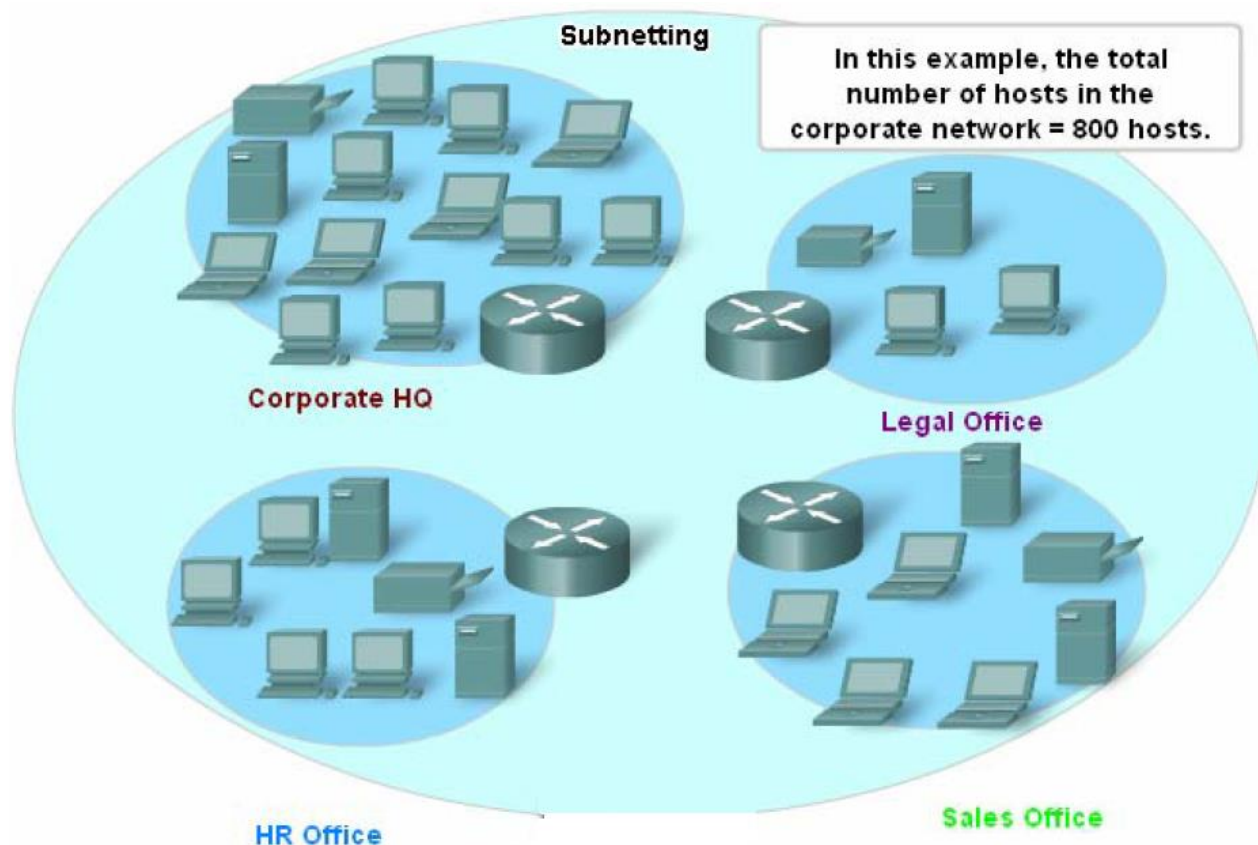 Subnetting
In this example, the total
number of hosts in the
corporate network = 800 hosts.
Corporate HQ
Legal Office
HR Office
Sales Office